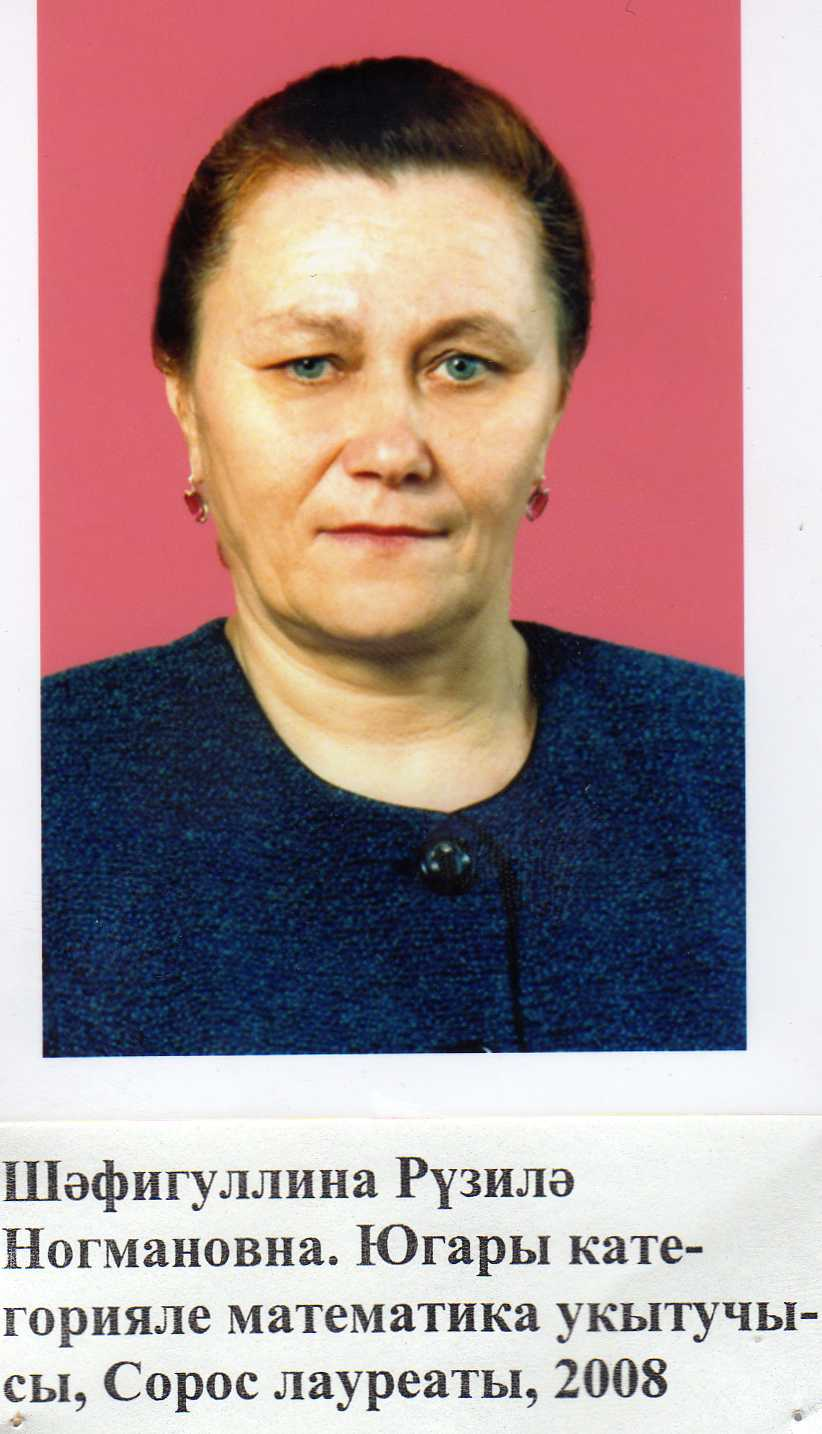 Шәфигуллина Рүзилә
Ногмановна. Югары кате-
горияле математика укытучы-
сы, Сорос лауреаты, 2008